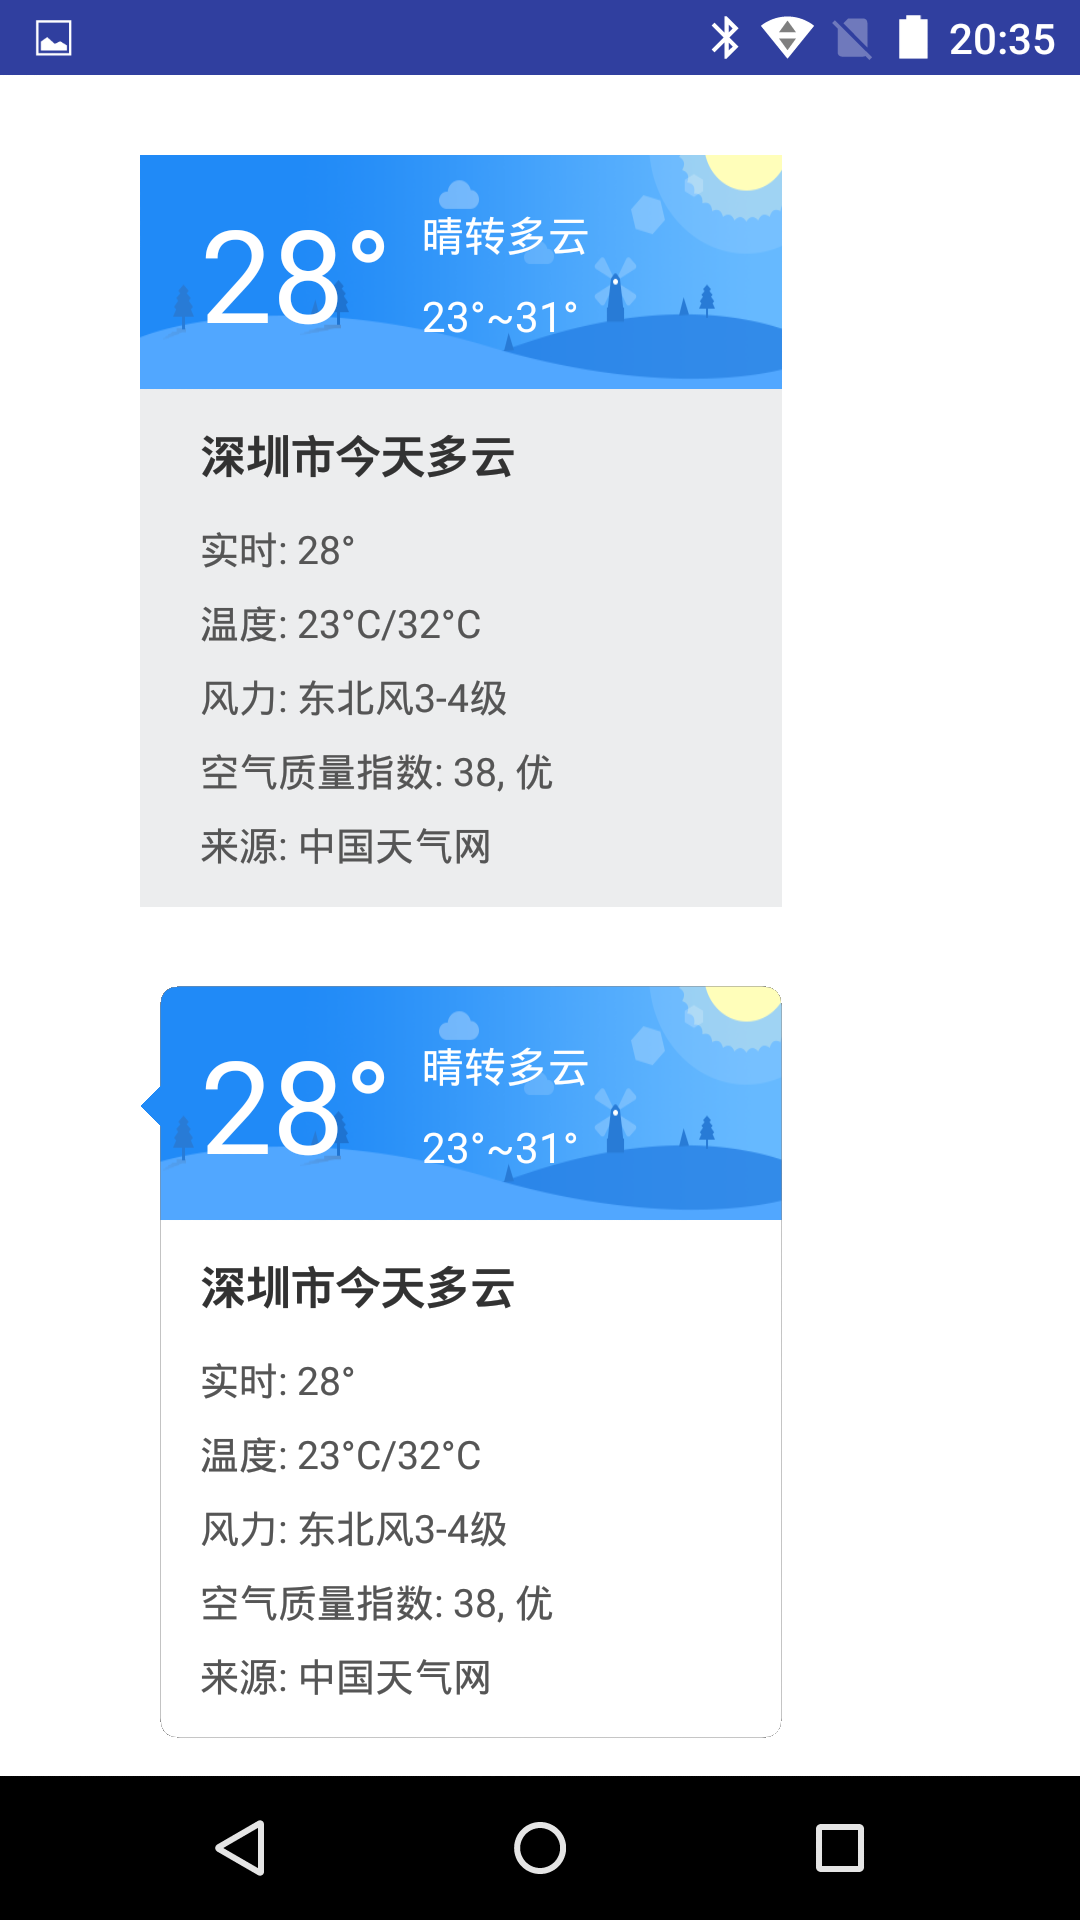 20:35
28°
晴转多云
23°~31°
深圳市今天多云
实时: 28°
温度: 23°C/32°C
风力: 东北风3-4级
空气质量指数: 38, 优
来源: 中国天气网
28°
晴转多云
23°~31°
深圳市今天多云
实时: 28°
温度: 23°C/32°C
风力: 东北风3-4级
空气质量指数: 38, 优
来源: 中国天气网